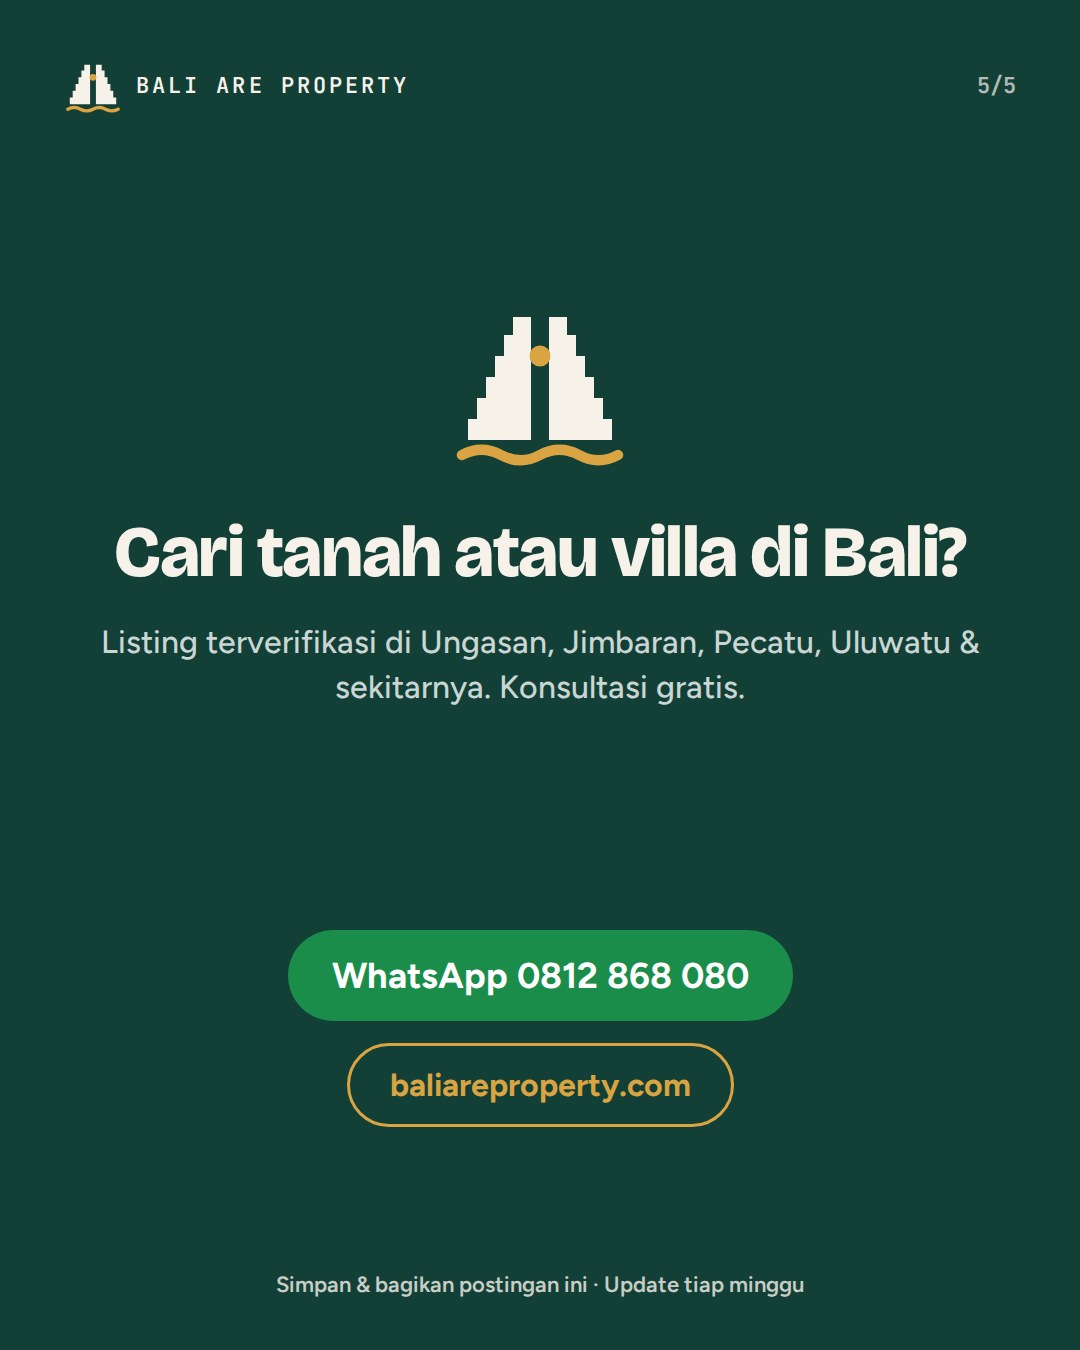 BALI ARE PROPERTY
5/5
Cari tanah atau villa di Bali?
Listing terverifikasi di Ungasan, Jimbaran, Pecatu, Uluwatu &
sekitarnya. Konsultasi gratis.
WhatsApp 0812 868 080
baliareproperty.com
Simpan & bagikan postingan ini · Update tiap minggu